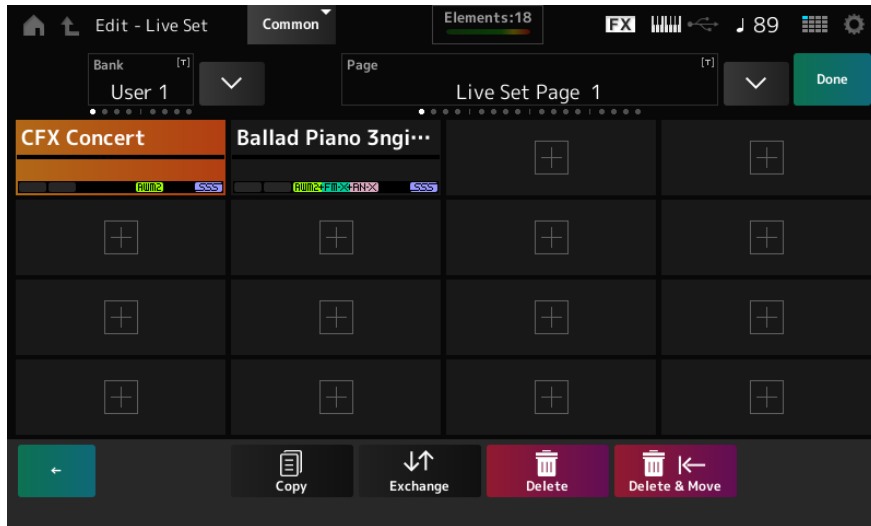 Edit - Live Set
Common
Elements:18
FX
♩ 89
Bank [T]
User 1
Page [T]
Live Set Page 1
Done
CFX Concert
AWM2 SSS
Ballad Piano 3ngi…
AWM2+FM-X+AN-X SSS
Copy
Exchange
Delete
Delete & Move